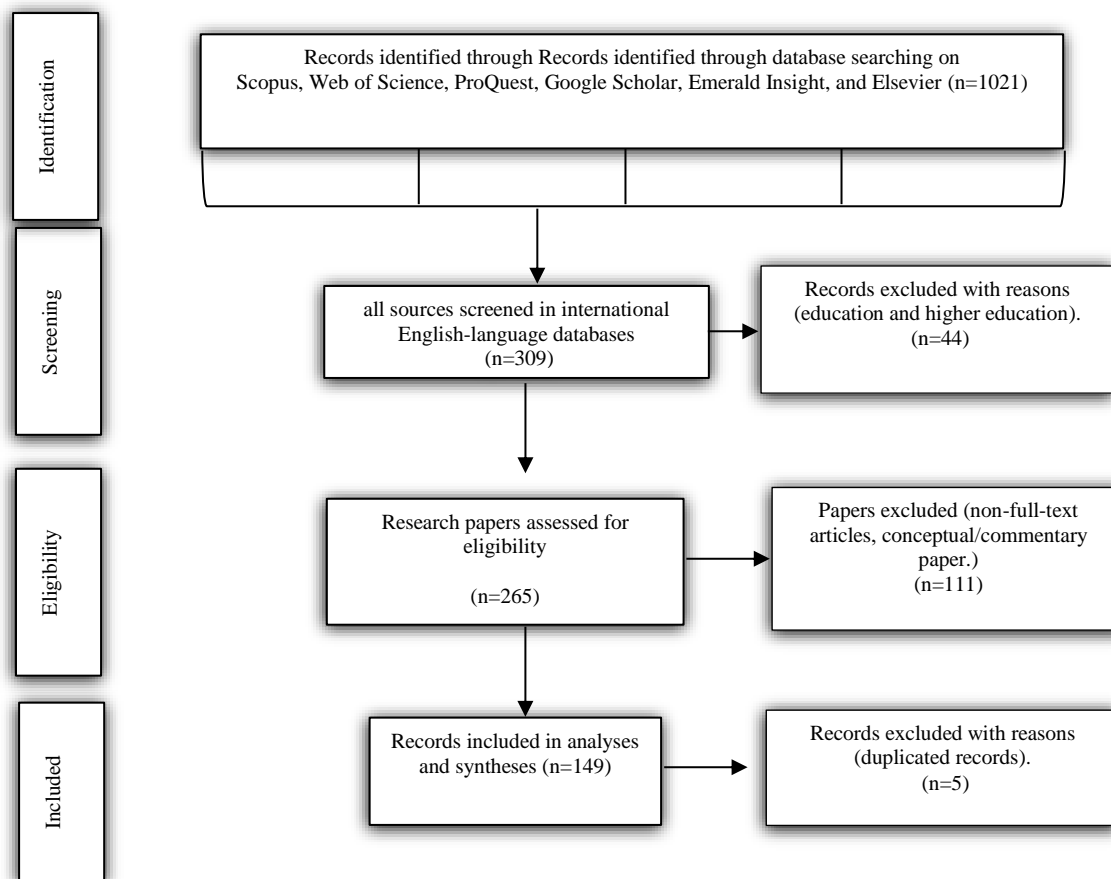 Identification
Records identified through Records identified through database searching on
Scopus, Web of Science, ProQuest, Google Scholar, Emerald Insight, and Elsevier (n=1021)
Screening
all sources screened in international
English-language databases
(n=309)
Records excluded with reasons
(education and higher education).
(n=44)
Eligibility
Research papers assessed for
eligibility
(n=265)
Papers excluded (non-full-text
articles, conceptual/commentary
paper.)
(n=111)
Included
Records included in analyses
and syntheses (n=149)
Records excluded with reasons
(duplicated records).
(n=5)